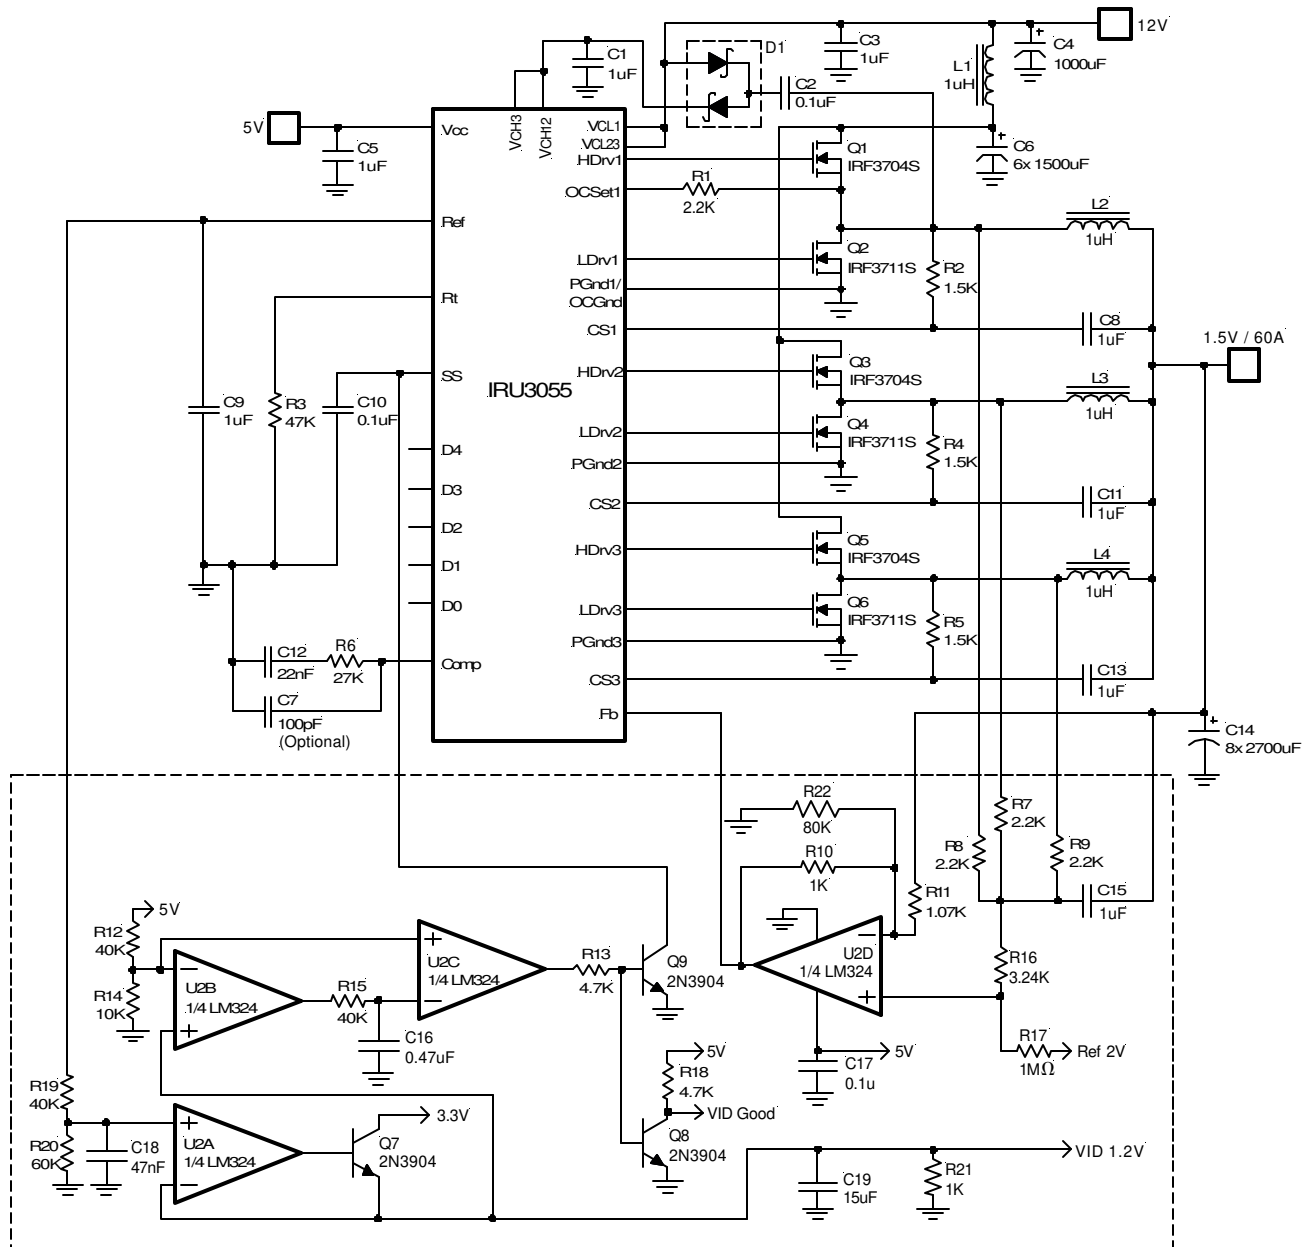 12V
C3
1uF
C4
1000uF
L1
1uH
D1
C1
1uF
C2
0.1uF
5V
C5
1uF
Vcc
VCH3
VCH12
VCL1
VCL23
HDrv1
OCSet1
R1
2.2K
Q1
IRF3704S
C6
6x 1500uF
L2
1uH
Ref
LDrv1
PGnd1/
OCGnd
Q2
IRF3711S
R2
1.5K
Rt
CS1
C8
1uF
1.5V / 60A
SS
IRU3055
HDrv2
Q3
IRF3704S
L3
1uH
C9
1uF
R3
47K
C10
0.1uF
LDrv2
Q4
IRF3711S
R4
1.5K
D4
PGnd2
D3
CS2
C11
1uF
D2
HDrv3
Q5
IRF3704S
D1
L4
1uH
D0
LDrv3
Q6
IRF3711S
R5
1.5K
PGnd3
C12
22nF
R6
27K
Comp
CS3
C13
1uF
C7
100pF
(Optional)
Fb
C14
8x 2700uF
R22
80K
R7
2.2K
R8
2.2K
R9
2.2K
R10
1K
R11
1.07K
C15
1uF
5V
R12
40K
R14
10K
−
U2B
1/4 LM324
+
R15
40K
C16
0.47uF
+
U2C
1/4 LM324
−
R13
4.7K
Q9
2N3904
−
U2D
1/4 LM324
+
R16
3.24K
R17
1MΩ
Ref 2V
5V
R18
4.7K
C17
0.1u
5V
VID Good
Q8
2N3904
R19
40K
R20
60K
C18
47nF
+
U2A
1/4 LM324
−
3.3V
Q7
2N3904
C19
15uF
R21
1K
VID 1.2V